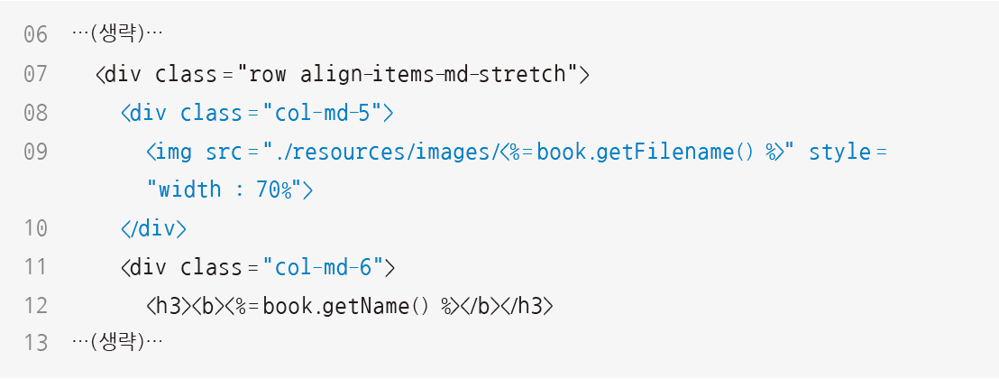 06 …(생략)…
07 <div class="row align-items-md-stretch">
08 <div class="col-md-5">
09 <img src="./resources/images/<%=book.getFilename() %>" style=
"width : 70%">
10 </div>
11 <div class="col-md-6">
12 <h3><b><%=book.getName() %></b></h3>
13 …(생략)…